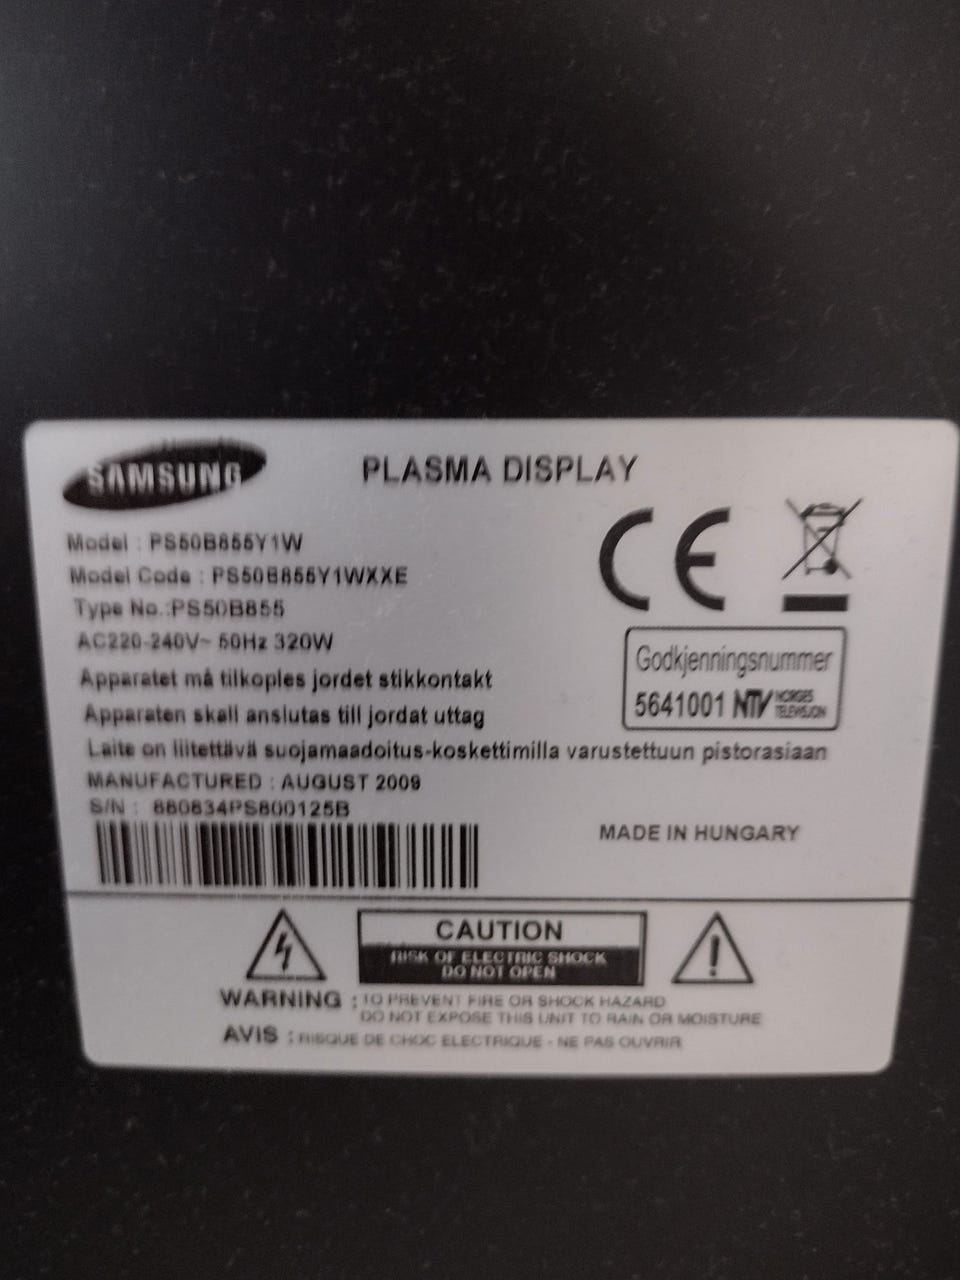 SAMSUNG
PLASMA DISPLAY
Model : PS50B855Y1W
Model Code : PS50B855Y1WXXE
Type No.:PS50B855
AC220-240V~ 50Hz 320W
Apparatet må tilkoples jordet stikkontakt
Apparaten skall anslutas till jordat uttag
Laite on liitettävä suojamaadoitus-koskettimilla varustettuun pistorasiaan
CE
Godkjenningsnummer
5641001 NTV NORGES
TELEVISJON
MANUFACTURED : AUGUST 2009
S/N : 880834PS800125B
MADE IN HUNGARY
CAUTION
RISK OF ELECTRIC SHOCK
DO NOT OPEN
WARNING : TO PREVENT FIRE OR SHOCK HAZARD
DO NOT EXPOSE THIS UNIT TO RAIN OR MOISTURE
AVIS : RISQUE DE CHOC ELECTRIQUE - NE PAS OUVRIR